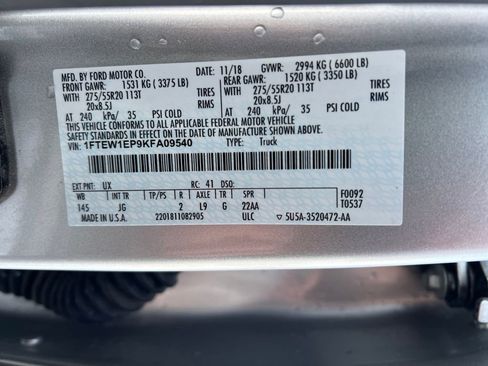 MFD. BY FORD MOTOR CO. 11/18 GVWR: 2994 KG ( 6600 LB)
FRONT GAWR: 1531 KG ( 3375 LB) REAR GAWR: 1520 KG ( 3350 LB)
WITH 275/55R20 113T TIRES WITH 275/55R20 113T TIRES
20x8.5J RIMS 20x8.5J RIMS
AT 240 kPa/ 35 PSI COLD AT 240 kPa/ 35 PSI COLD
THIS VEHICLE CONFORMS TO ALL APPLICABLE FEDERAL MOTOR VEHICLE
SAFETY STANDARDS IN EFFECT ON THE DATE OF MANUFACTURE SHOWN ABOVE.
VIN: 1FTEW1EP9KFA09540 TYPE: Truck
EXT PNT: UX RC: 41 DSO:
WB INT TR TP/PS R AXLE TR SPR F0092
145 JG 2 L9 G 22AA T0537
MADE IN U.S.A. 2201811082905 ULC 5U5A-3520472-AA